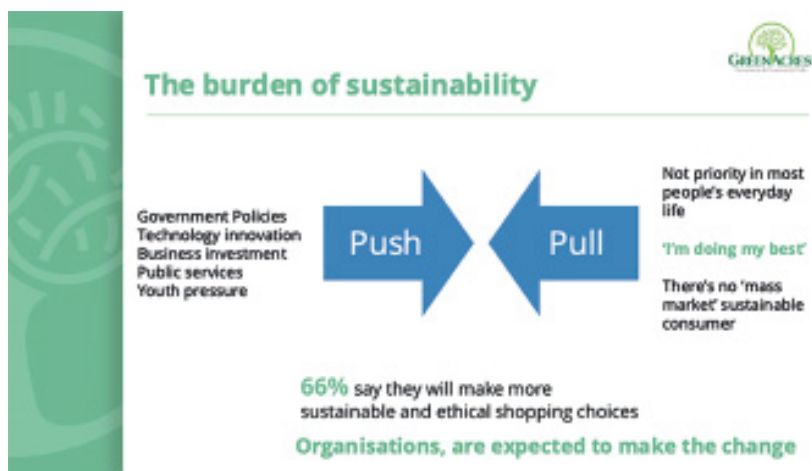 GREENACRES
The burden of sustainability
Government Policies
Technology innovation
Business investment
Public services
Youth pressure
Push
Pull
Not priority in most
people's everyday
life
'I'm doing my best'
There's no 'mass
market' sustainable
consumer
66% say they will make more
sustainable and ethical shopping choices
Organisations, are expected to make the change